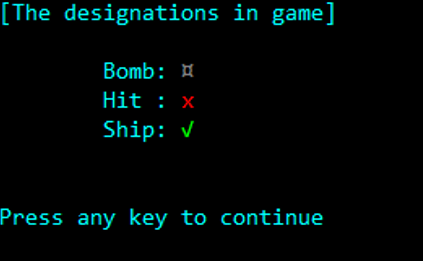 [The designations in game]
Bomb: ¤
Hit : x
Ship: √
Press any key to continue